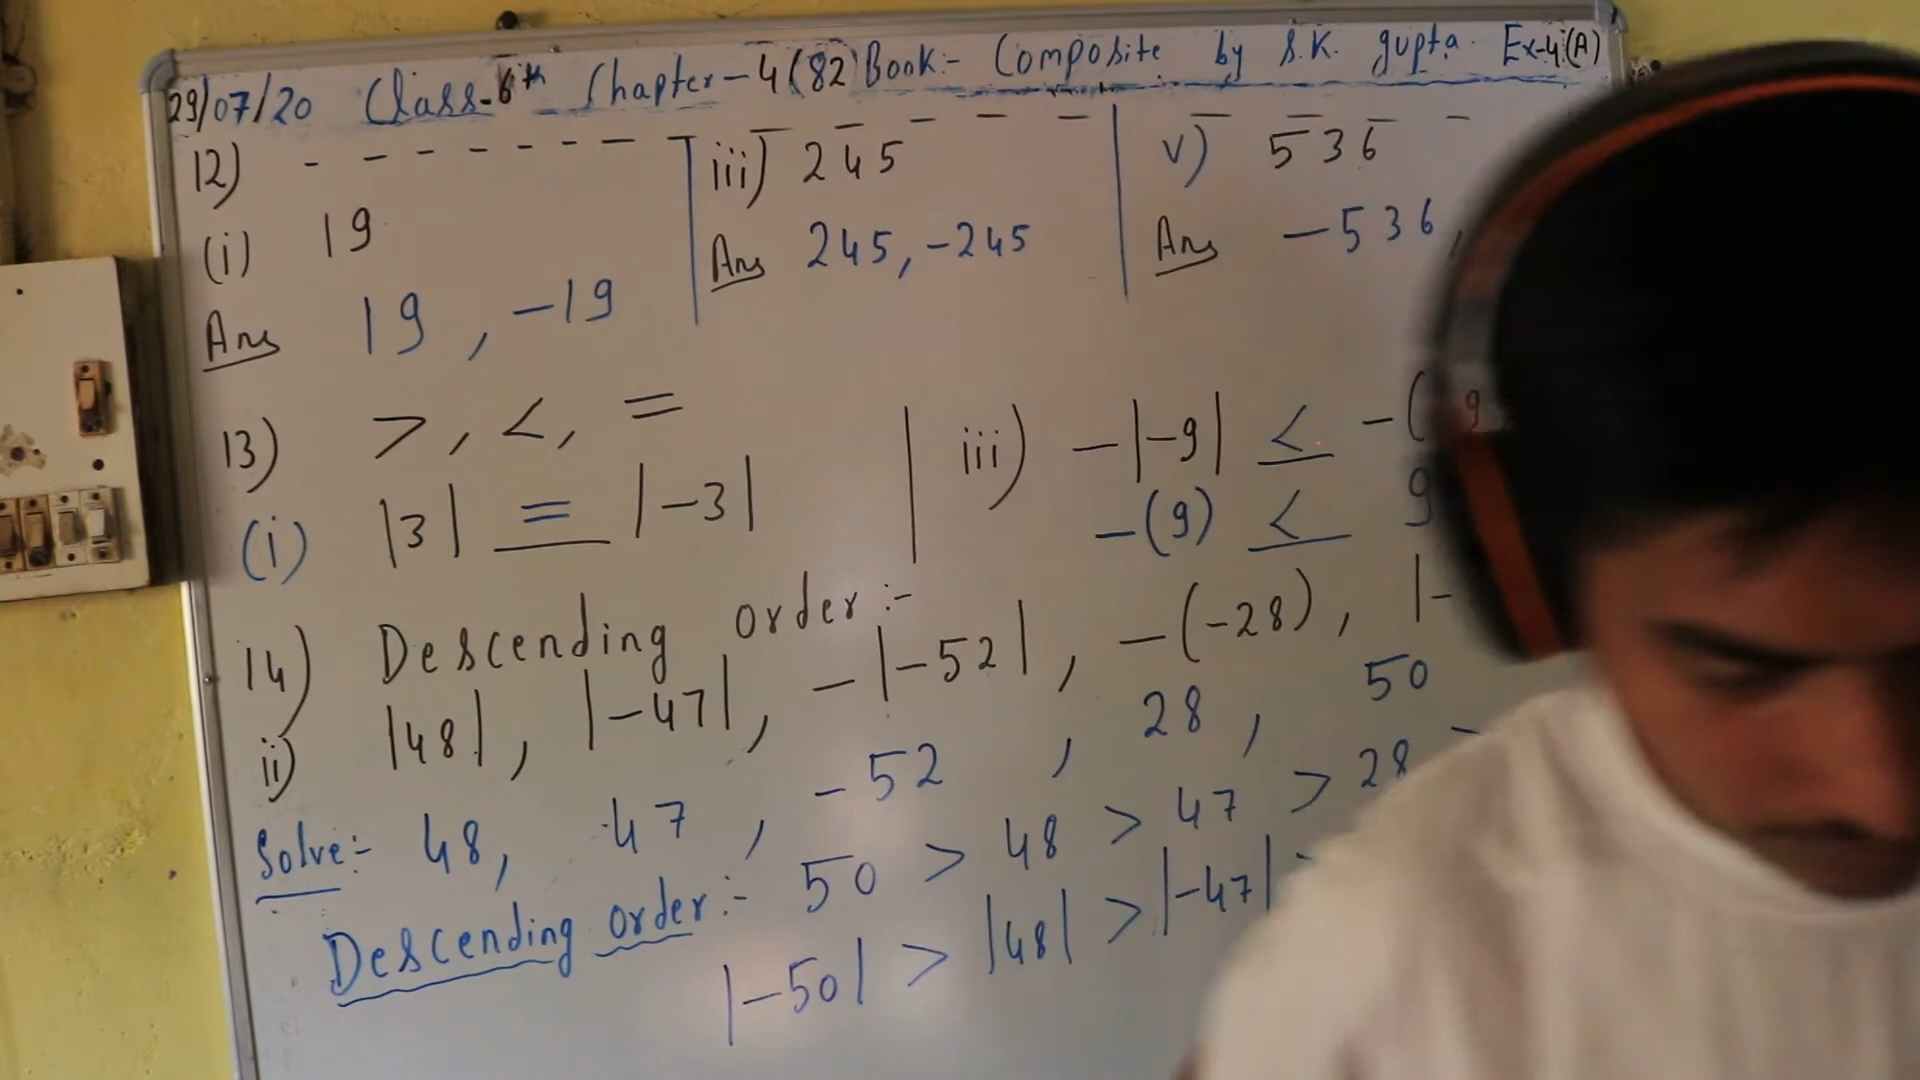 29/07/20 Class-6th Chapter-4(82) Book:- Composite by S.K. gupta. Ex-4(A)
12) - - - - - - -
(i) 19
Ans 19, -19
iii) 245
Ans 245, -245
v) 536
Ans -536,
13) >, <, =
(i) |3| = |-3|
iii) -|-9| < -( 9
-(9) < 9
14) Descending order:-
ii) |48|, |-47|, -|-52|, -(-28), |-
Solve:- 48, 47, -52, 28, 50
Descending order:- 50 > 48 > 47 > 28
|-50| > |48| > |-47| >